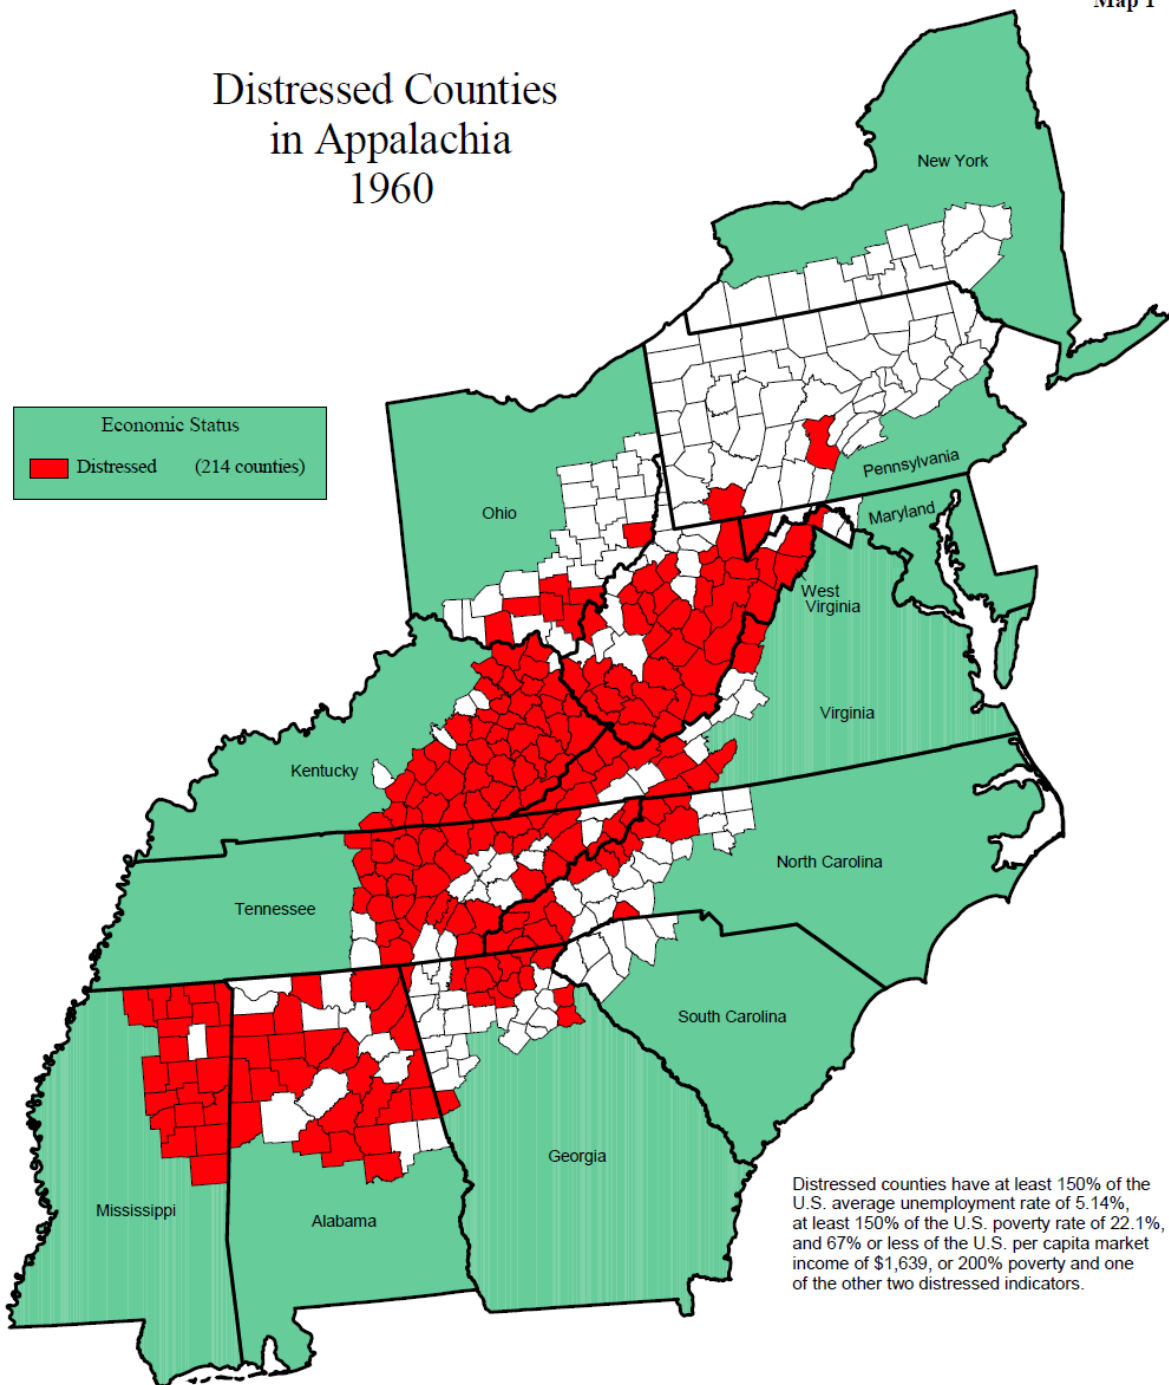 Map 1
Distressed Counties
in Appalachia
1960
New York
Economic Status
Distressed (214 counties)
Pennsylvania
Ohio
Maryland
West
Virginia
Virginia
Kentucky
North Carolina
Tennessee
South Carolina
Georgia
Mississippi
Alabama
Distressed counties have at least 150% of the
U.S. average unemployment rate of 5.14%,
at least 150% of the U.S. poverty rate of 22.1%,
and 67% or less of the U.S. per capita market
income of $1,639, or 200% poverty and one
of the other two distressed indicators.